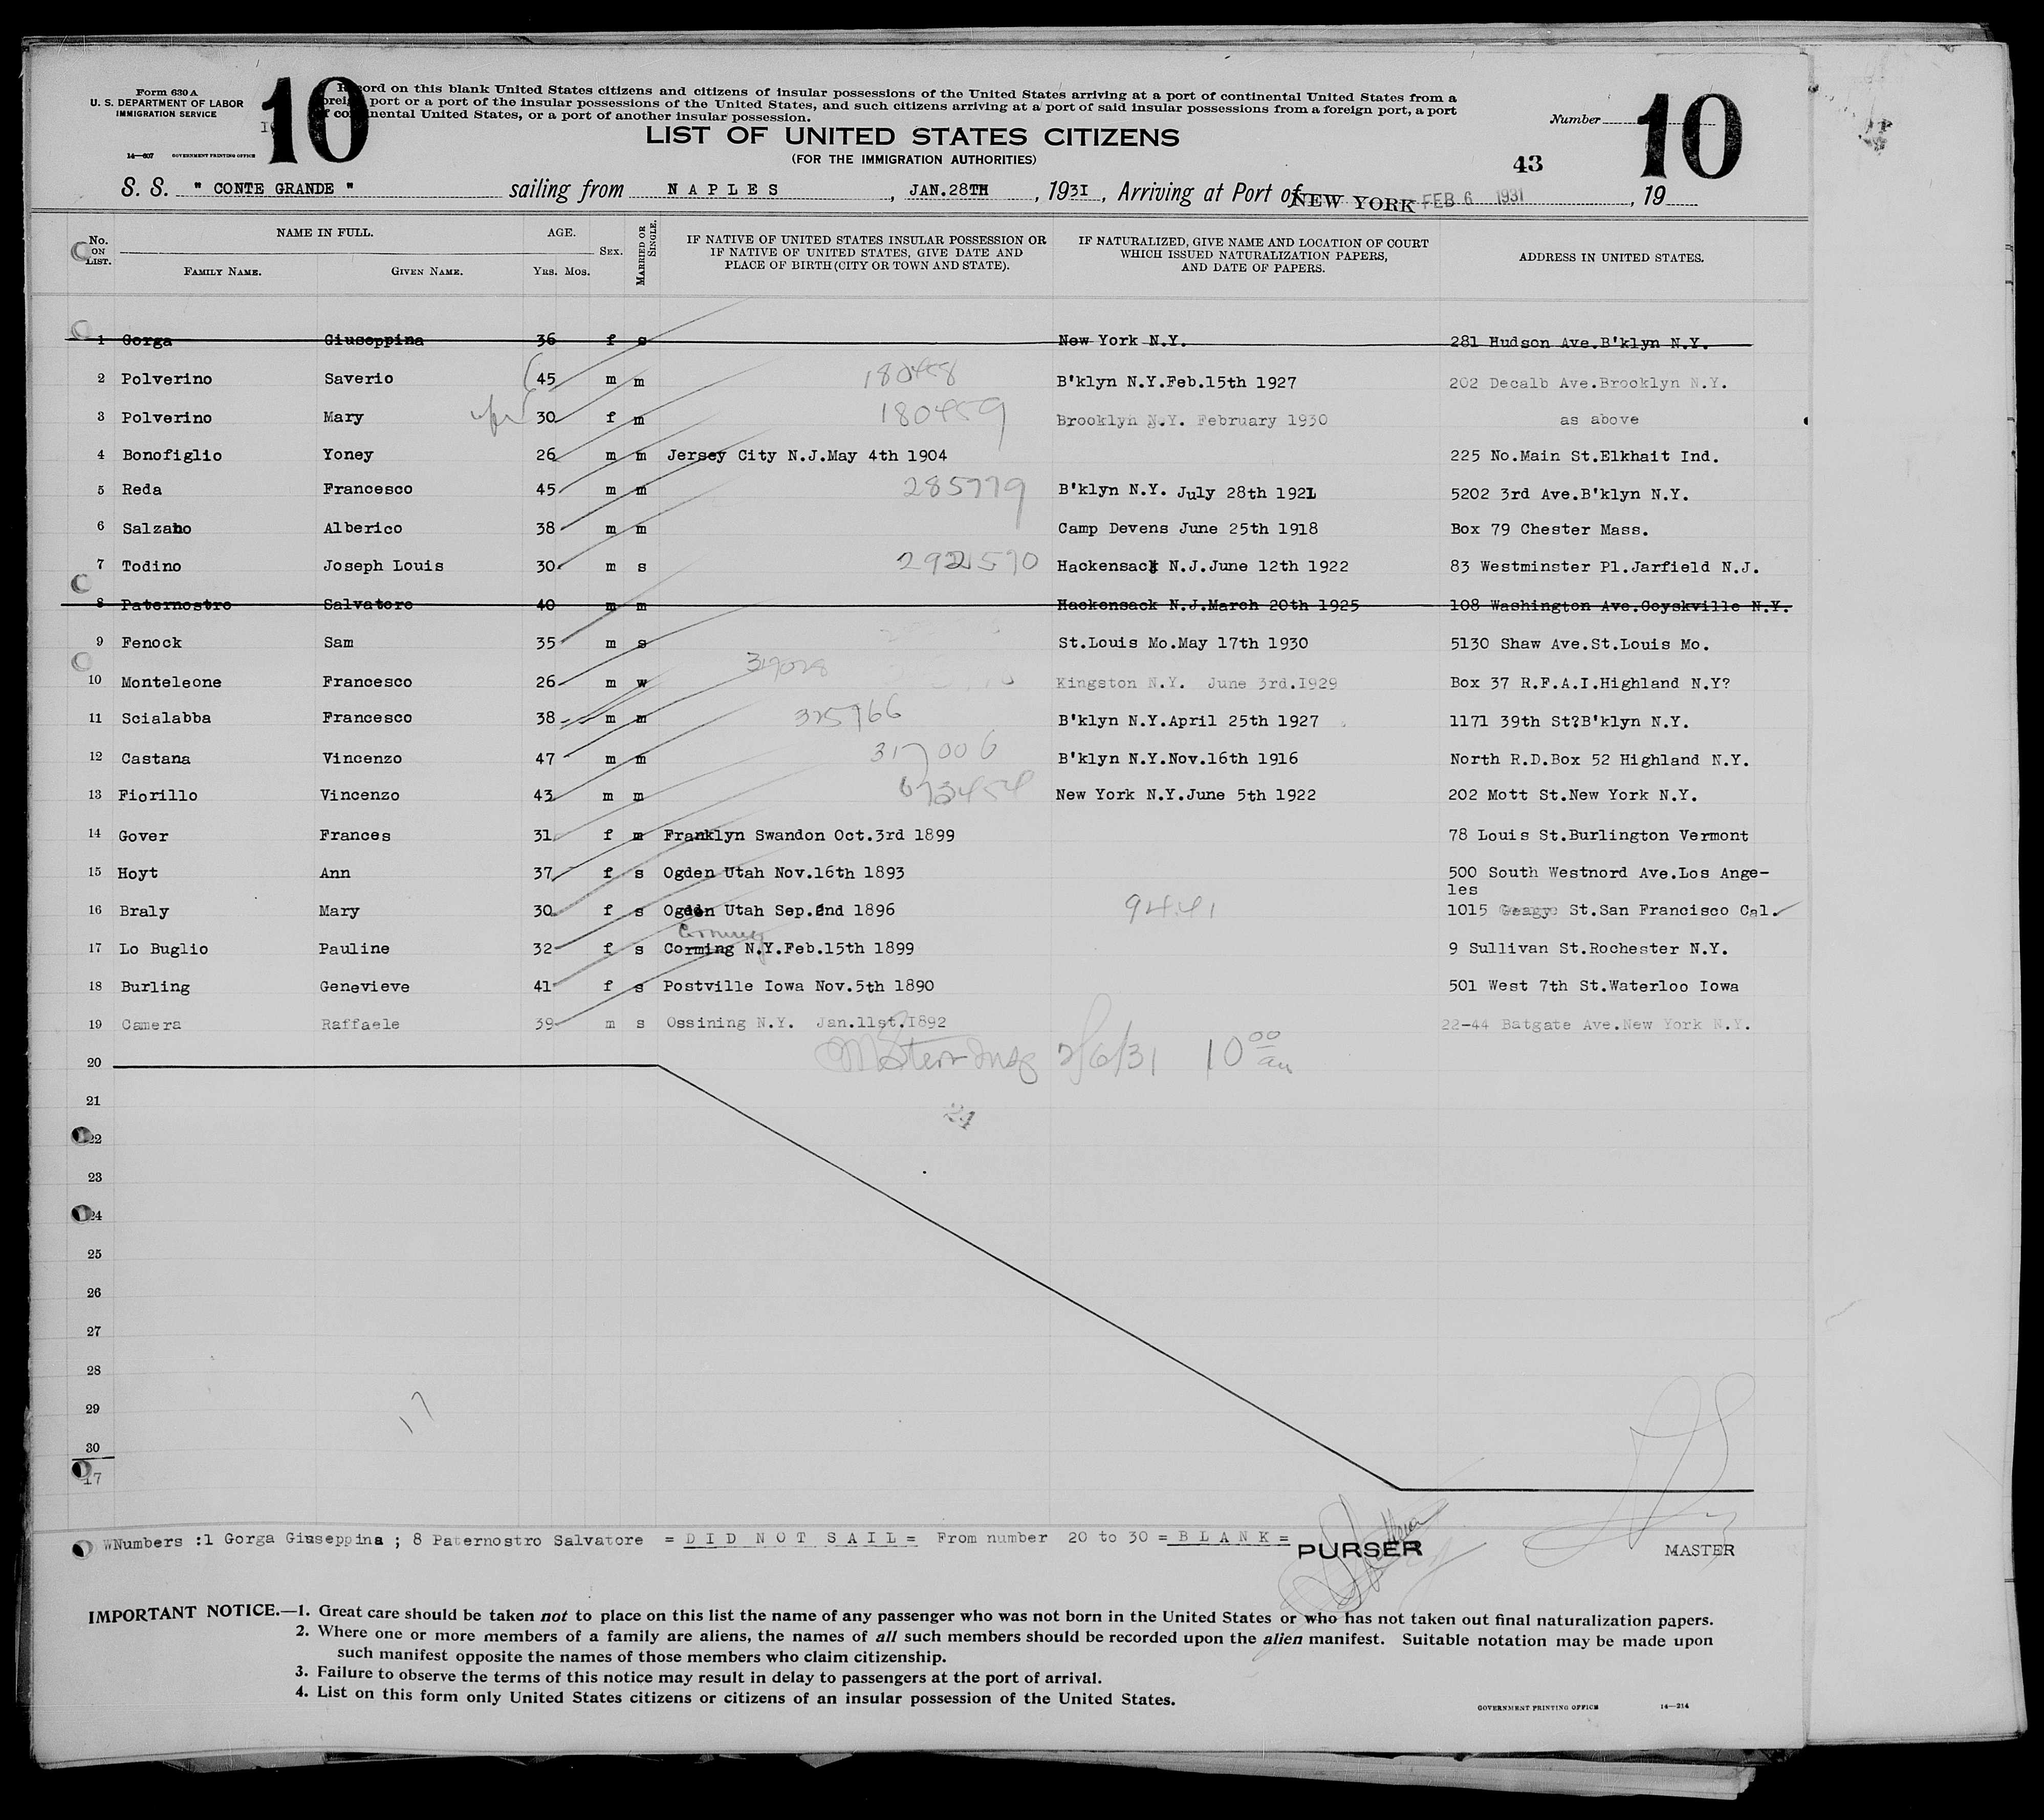 Form 630 A
U. S. DEPARTMENT OF LABOR
IMMIGRATION SERVICE
14—607 GOVERNMENT PRINTING OFFICE
10
Record on this blank United States citizens and citizens of insular possessions of the United States arriving at a port of continental United States from a
foreign port or a port of the insular possessions of the United States, and such citizens arriving at a port of said insular possessions from a foreign port, a port
of continental United States, or a port of another insular possession.
LIST OF UNITED STATES CITIZENS
(FOR THE IMMIGRATION AUTHORITIES)
Number 10
43
S. S. " CONTE GRANDE " sailing from NAPLES , JAN.28TH , 1931 , Arriving at Port of NEW YORK FEB 6 1931 , 19
No. ON LIST. NAME IN FULL. AGE. SEX. MARRIED OR SINGLE. IF NATIVE OF UNITED STATES INSULAR POSSESSION OR IF NATIVE OF UNITED STATES, GIVE DATE AND PLACE OF BIRTH (CITY OR TOWN AND STATE). IF NATURALIZED, GIVE NAME AND LOCATION OF COURT WHICH ISSUED NATURALIZATION PAPERS, AND DATE OF PAPERS. ADDRESS IN UNITED STATES.
FAMILY NAME. GIVEN NAME. YRS. MOS.
1 Gorga Giuseppina 36 f s New York N.Y. 281 Hudson Ave.B'klyn N.Y.
2 Polverino Saverio 45 m m 180458 B'klyn N.Y.Feb.15th 1927 202 Decalb Ave.Brooklyn N.Y.
3 Polverino Mary 30 f m 180459 Brooklyn N.Y. February 1930 as above
4 Bonofiglio Yoney 26 m m Jersey City N.J.May 4th 1904 225 No.Main St.Elkhait Ind.
5 Reda Francesco 45 m m 285779 B'klyn N.Y. July 28th 1921 5202 3rd Ave.B'klyn N.Y.
6 Salzano Alberico 38 m m Camp Devens June 25th 1918 Box 79 Chester Mass.
7 Todino Joseph Louis 30 m s Hackensack N.J.June 12th 1922 83 Westminster Pl.Jarfield N.J.
8 Paternostro Salvatore 40 m m Hackensack N.J.March 20th 1925 108 Washington Ave.Coyskville N.Y.
9 Fenock Sam 35 m s St.Louis Mo.May 17th 1930 5130 Shaw Ave.St.Louis Mo.
10 Monteleone Francesco 26 m w Kingston N.Y. June 3rd.1929 Box 37 R.F.A.I.Highland N.Y?
11 Scialabba Francesco 38 m m 325766 B'klyn N.Y.April 25th 1927 1171 39th St?B'klyn N.Y.
12 Castana Vincenzo 47 m m 317006 B'klyn N.Y.Nov.16th 1916 North R.D.Box 52 Highland N.Y.
13 Fiorillo Vincenzo 43 m m New York N.Y.June 5th 1922 202 Mott St.New York N.Y.
14 Gover Frances 31 f m Franklyn Swandon Oct.3rd 1899 78 Louis St.Burlington Vermont
15 Hoyt Ann 37 f s Ogden Utah Nov.16th 1893 500 South Westnord Ave.Los Ange-
les
16 Braly Mary 30 f s Ogden Utah Sep.2nd 1896 9441 1015 St.San Francisco Cal.
Corning
17 Lo Buglio Pauline 32 f s Corming N.Y.Feb.15th 1899 9 Sullivan St.Rochester N.Y.
18 Burling Genevieve 41 f s Postville Iowa Nov.5th 1890 501 West 7th St.Waterloo Iowa
19 Camera Raffaele 39 m s Ossining N.Y. Jan.11st.1892 22-44 Batgate Ave.New York N.Y.
20 2/6/31 10 00 am
21 24
22
23
24
25
26
27
28
29 17
30
17
Numbers :1 Gorga Giuseppina ; 8 Paternostro Salvatore = D I D N O T S A I L = From number 20 to 30 = B L A N K =
PURSER
MASTER
IMPORTANT NOTICE.—1. Great care should be taken not to place on this list the name of any passenger who was not born in the United States or who has not taken out final naturalization papers.
2. Where one or more members of a family are aliens, the names of all such members should be recorded upon the alien manifest. Suitable notation may be made upon
such manifest opposite the names of those members who claim citizenship.
3. Failure to observe the terms of this notice may result in delay to passengers at the port of arrival.
4. List on this form only United States citizens or citizens of an insular possession of the United States.
GOVERNMENT PRINTING OFFICE 14—214